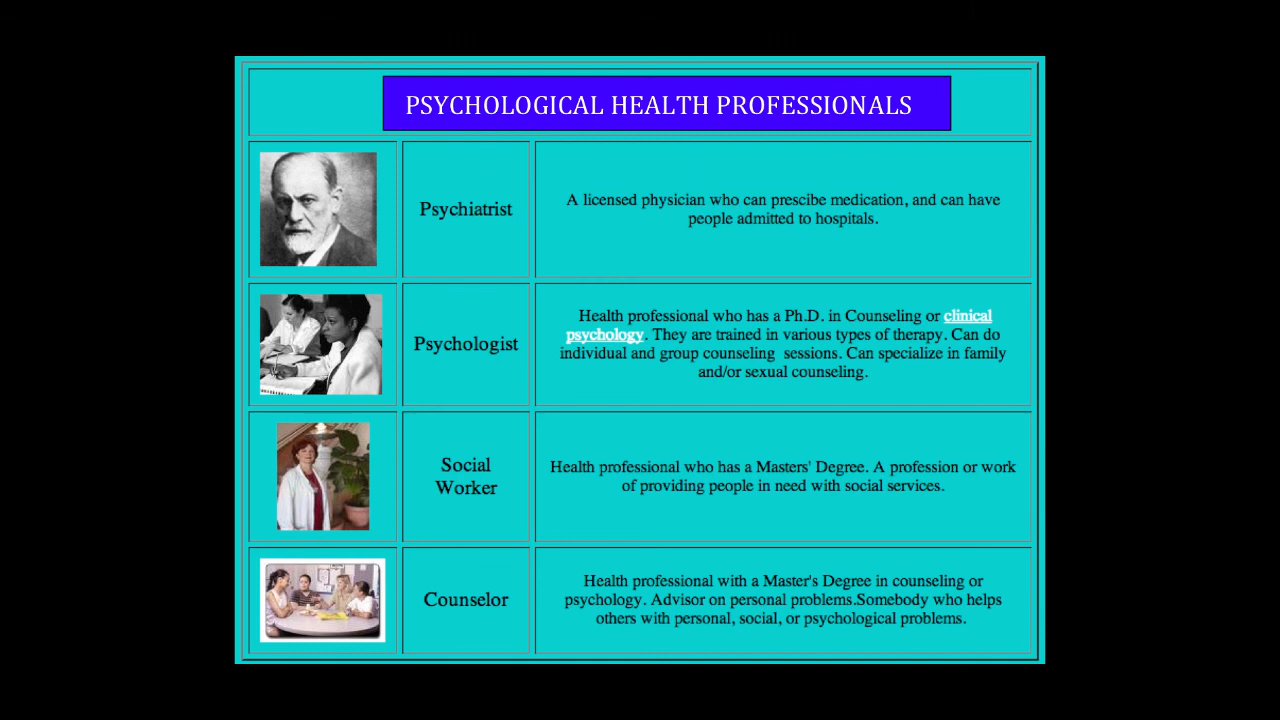 PSYCHOLOGICAL HEALTH PROFESSIONALS
Psychiatrist
A licensed physician who can prescibe medication, and can have
people admitted to hospitals.
Psychologist
Health professional who has a Ph.D. in Counseling or clinical
psychology. They are trained in various types of therapy. Can do
individual and group counseling sessions. Can specialize in family
and/or sexual counseling.
Social
Worker
Health professional who has a Masters' Degree. A profession or work
of providing people in need with social services.
Counselor
Health professional with a Master's Degree in counseling or
psychology. Advisor on personal problems.Somebody who helps
others with personal, social, or psychological problems.